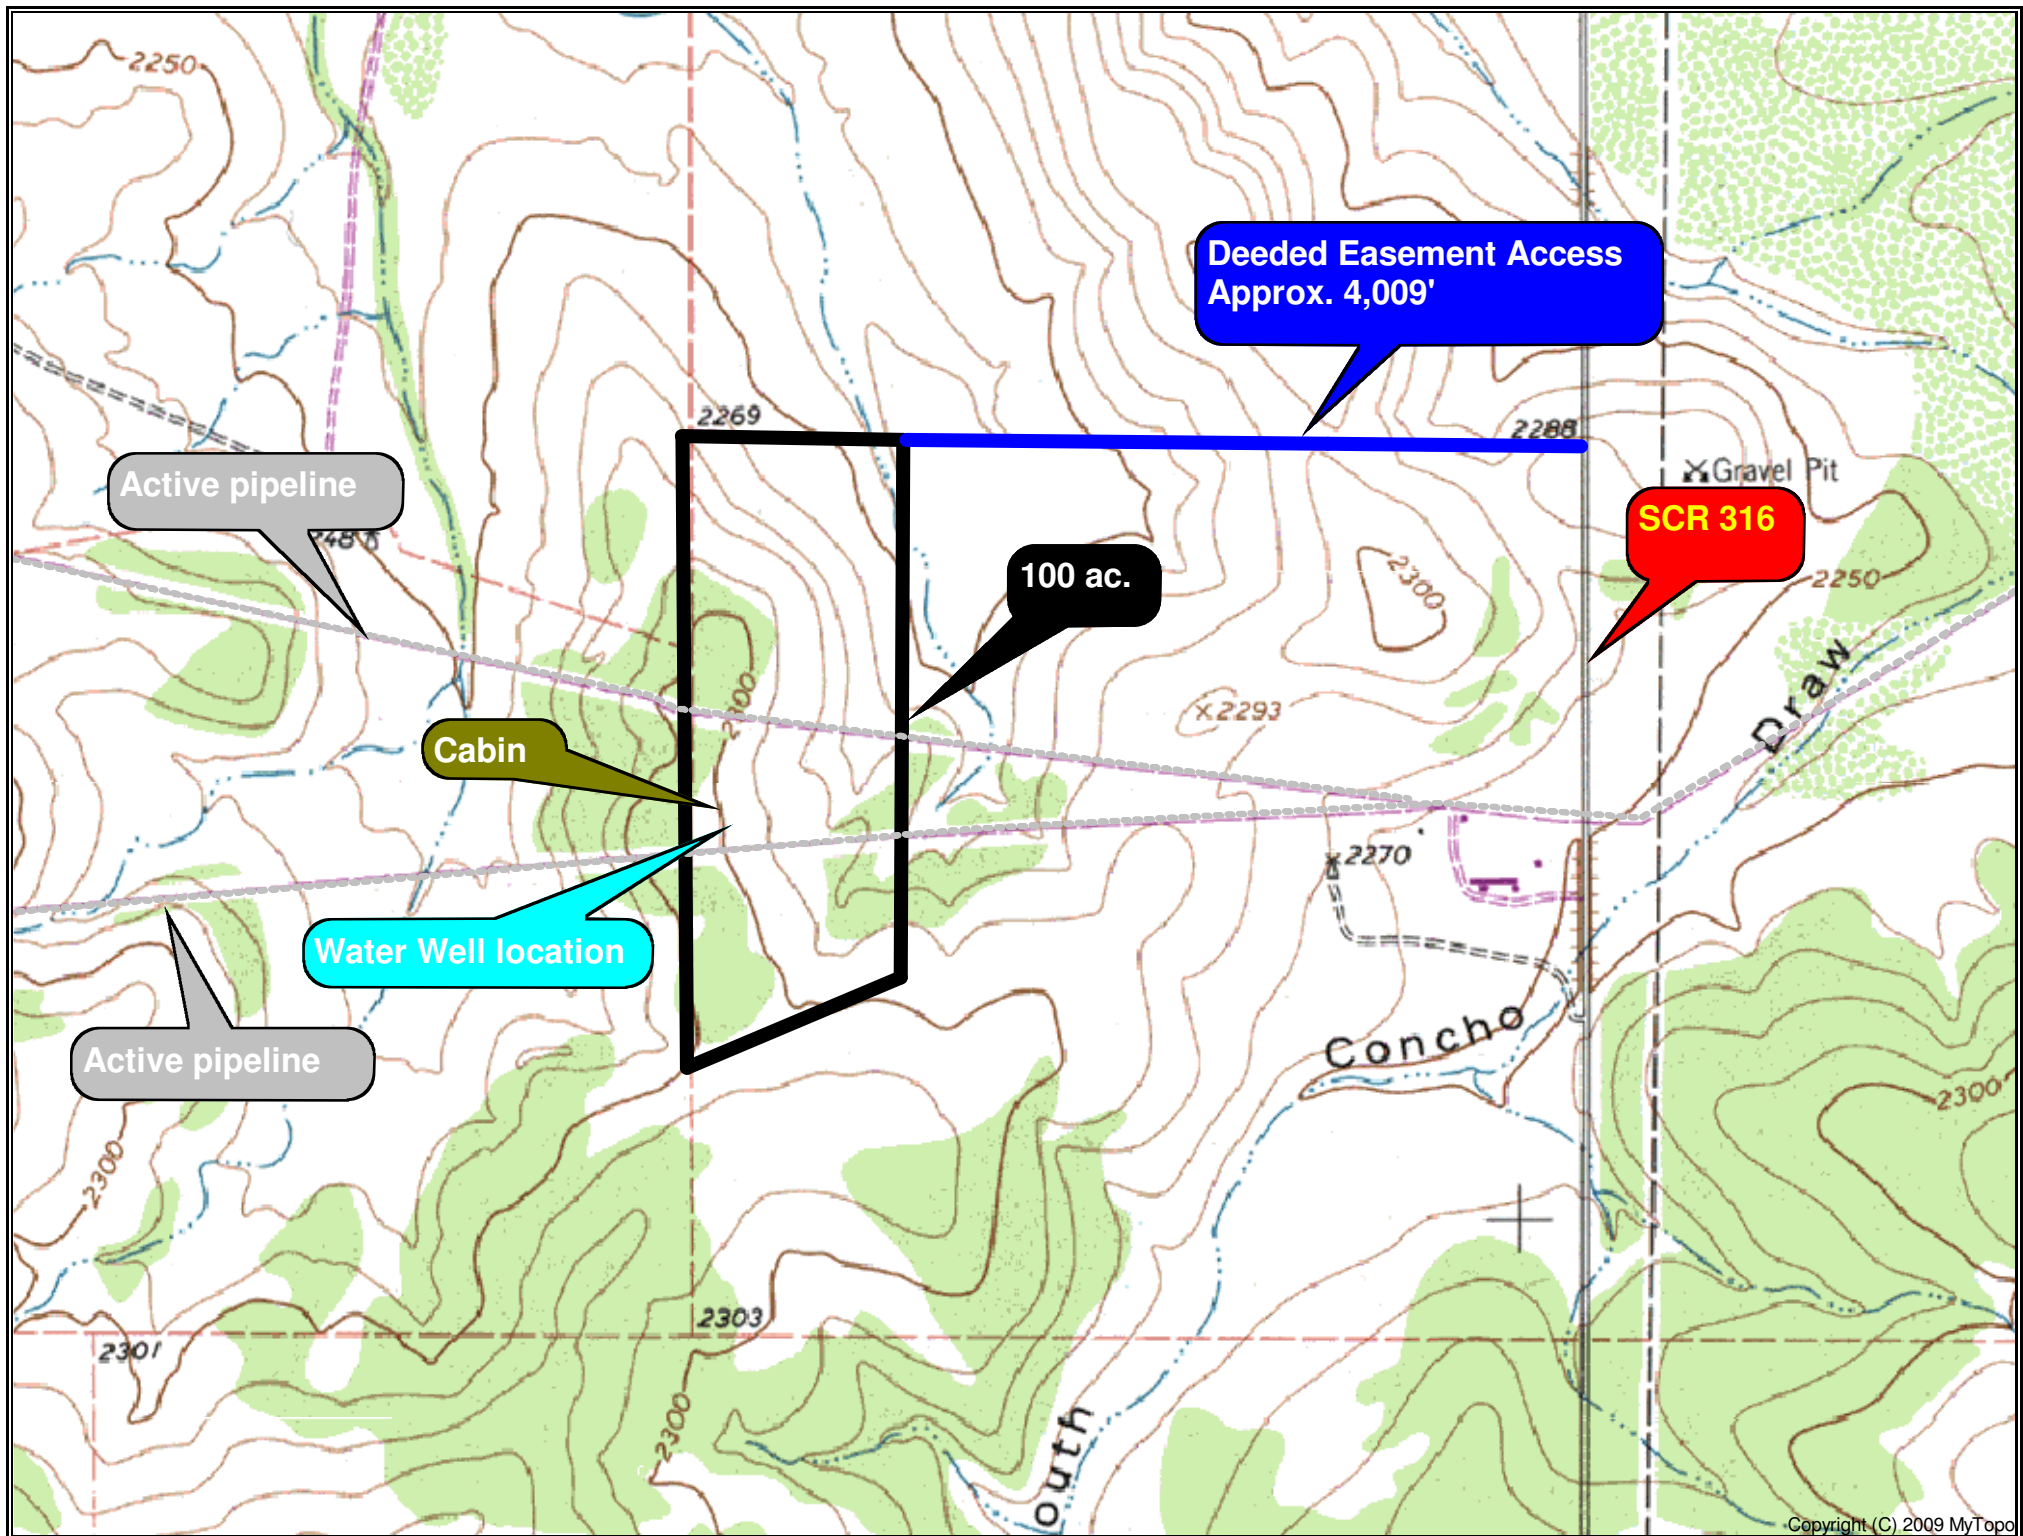 2250
Deeded Easement Access
Approx. 4,009'
2269
2288
Gravel Pit
Active pipeline
SCR 316
248
100 ac.
2300
2250
2300
Draw
2293
Cabin
2270
Water Well location
Concho
Active pipeline
2300
2300
2303
2301
2300
outh
Copyright (C) 2009 MyTopo